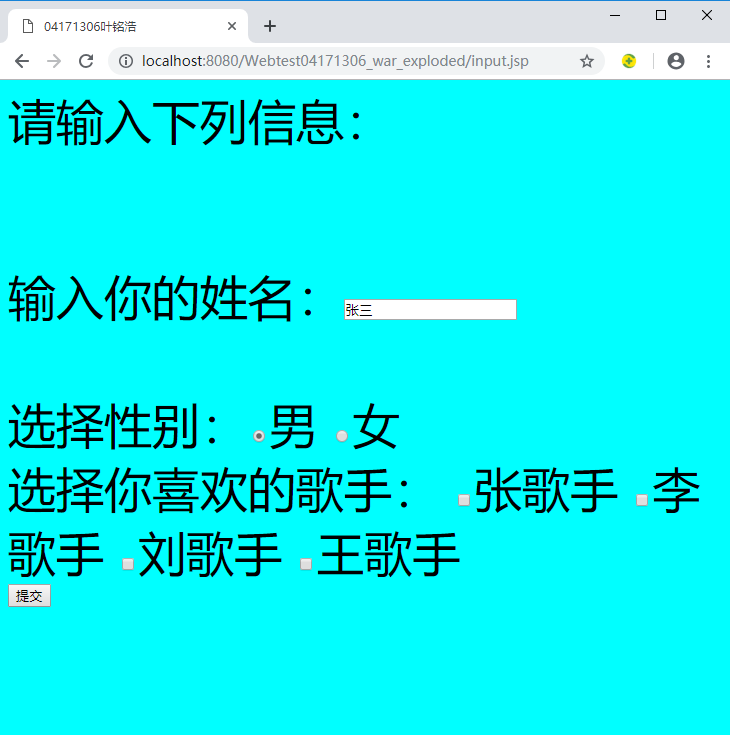 04171306叶铭浩
localhost:8080/Webtest04171306_war_exploded/input.jsp
请输入下列信息：
输入你的姓名： 张三
选择性别： 男 女
选择你喜欢的歌手： 张歌手 李
歌手 刘歌手 王歌手
提交